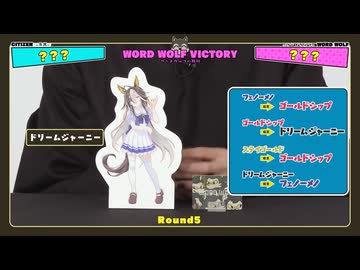 CITIZEN
???
WORD WOLF VICTORY
WORD WOLF
???
フェノーメノ
ゴールドシップ
ゴールドシップ
ドリームジャーニー
ステイゴールド
ゴールドシップ
ドリームジャーニー
フェノーメノ
ドリームジャーニー
Round5